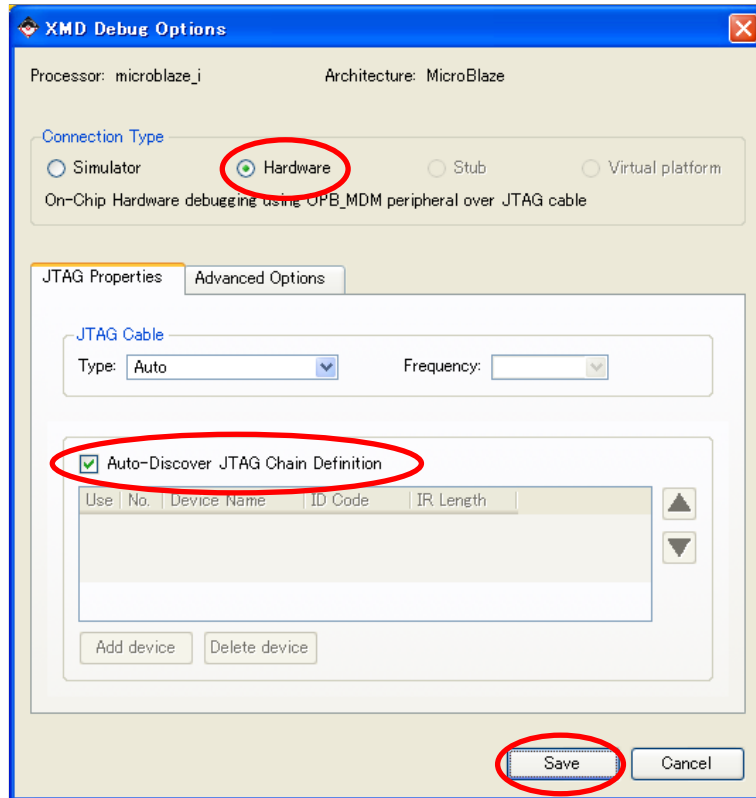 XMD Debug Options
Processor: microblaze_i Architecture: MicroBlaze
Connection Type
Simulator Hardware Stub Virtual platform
On-Chip Hardware debugging using OPB_MDM peripheral over JTAG cable
JTAG Properties Advanced Options
JTAG Cable
Type: Auto Frequency:
Auto-Discover JTAG Chain Definition
Use No. Device Name ID Code IR Length
Add device Delete device
Save Cancel